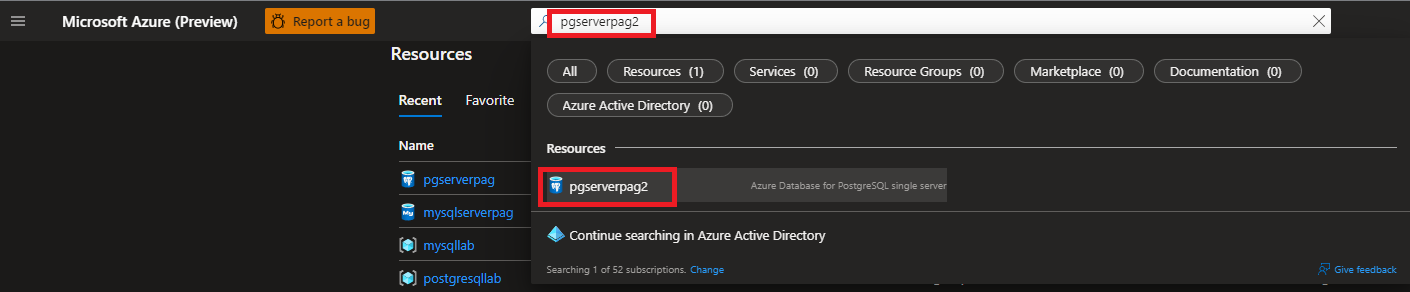 Microsoft Azure (Preview)
Report a bug
pgserverpag2
Resources
Recent
Favorite
Name
pgserverpag
mysqlserverpag
mysqllab
postgresqllab
All
Resources (1)
Services (0)
Resource Groups (0)
Marketplace (0)
Documentation (0)
Azure Active Directory (0)
Resources
pgserverpag2
Azure Database for PostgreSQL single server
Continue searching in Azure Active Directory
Searching 1 of 52 subscriptions. Change
Give feedback